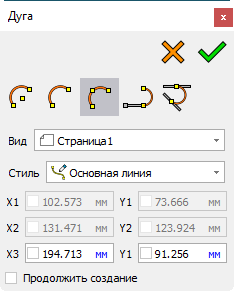 Дуга
Вид Страница1
Стиль Основная линия
X1 102.573 мм Y1 73.666 мм
X2 131.471 мм Y2 123.924 мм
X3 194.713 мм Y1 91.256 мм
Продолжить создание